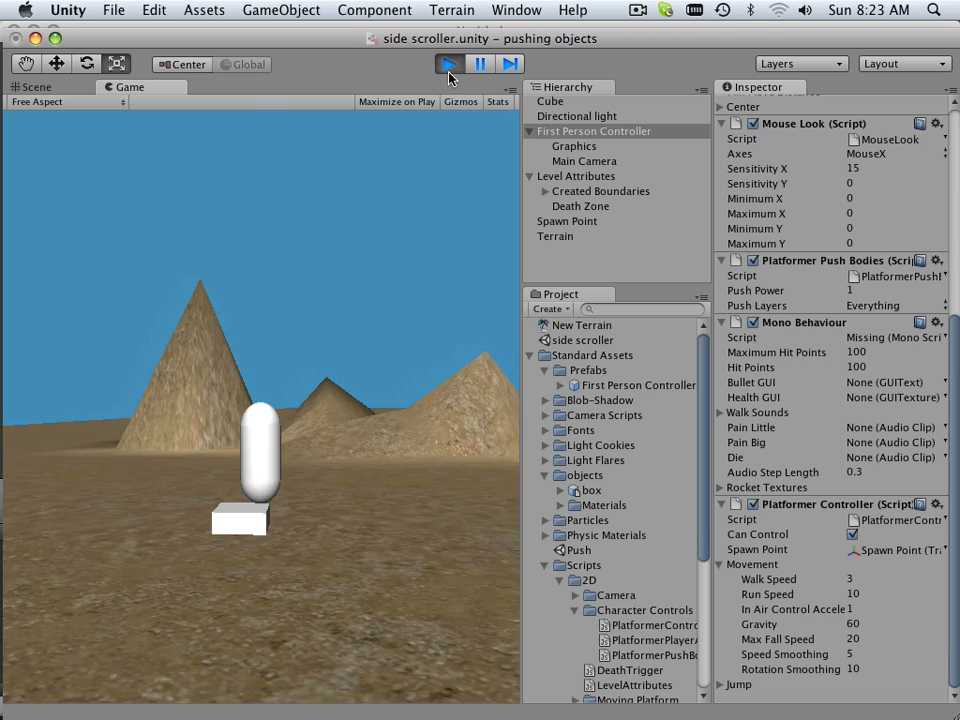 Unity File Edit Assets GameObject Component Terrain Window Help Sun 8:23 AM
side scroller.unity – pushing objects
Center Global Layers Layout
Scene Game
Free Aspect Maximize on Play Gizmos Stats
Hierarchy
Cube
Directional light
First Person Controller
Graphics
Main Camera
Level Attributes
Created Boundaries
Death Zone
Spawn Point
Terrain
Project
Create
New Terrain
side scroller
Standard Assets
Prefabs
First Person Controller
Blob-Shadow
Camera Scripts
Fonts
Light Cookies
Light Flares
objects
box
Materials
Particles
Physic Materials
Push
Scripts
2D
Camera
Character Controls
PlatformerContro
PlatformerPlayerA
PlatformerPushBo
DeathTrigger
LevelAttributes
Moving Platform
Inspector
Center
Mouse Look (Script)
Script MouseLook
Axes MouseX
Sensitivity X 15
Sensitivity Y 0
Minimum X 0
Maximum X 0
Minimum Y 0
Maximum Y 0
Platformer Push Bodies (Scri
Script PlatformerPushB
Push Power 1
Push Layers Everything
Mono Behaviour
Script Missing (Mono Scri
Maximum Hit Points 100
Hit Points 100
Bullet GUI None (GUIText)
Health GUI None (GUITexture)
Walk Sounds
Pain Little None (Audio Clip)
Pain Big None (Audio Clip)
Die None (Audio Clip)
Audio Step Length 0.3
Rocket Textures
Platformer Controller (Script)
Script PlatformerContr
Can Control
Spawn Point Spawn Point (Tra
Movement
Walk Speed 3
Run Speed 10
In Air Control Accele 1
Gravity 60
Max Fall Speed 20
Speed Smoothing 5
Rotation Smoothing 10
Jump